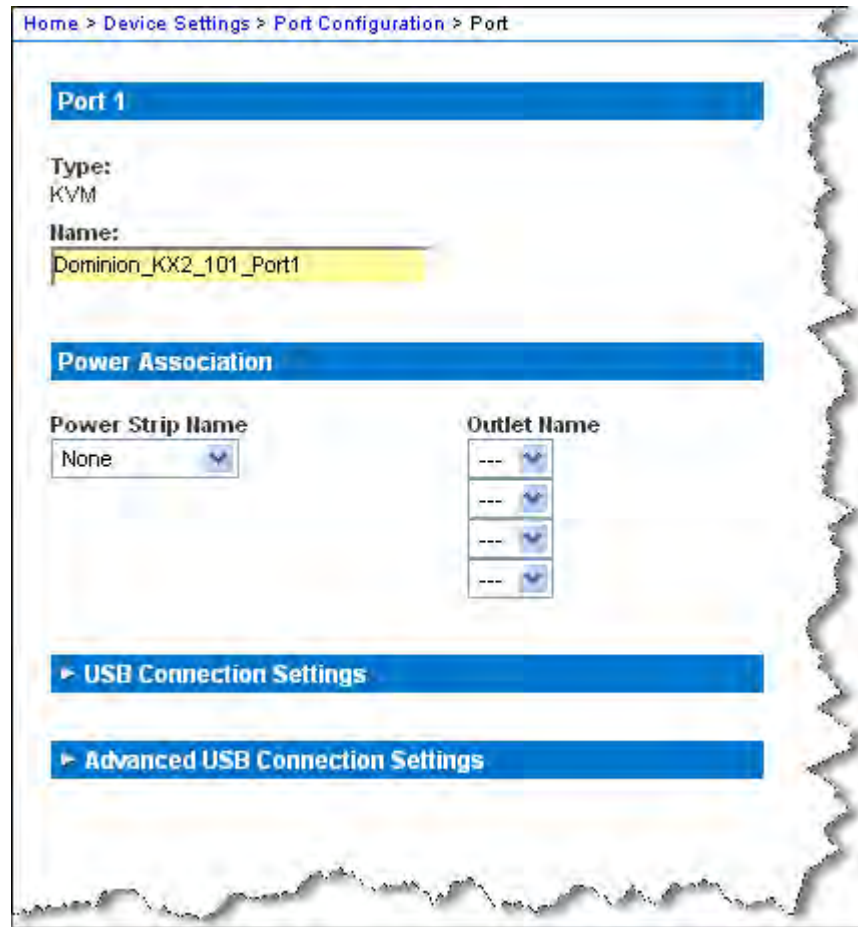 Home > Device Settings > Port Configuration > Port
Port 1
Type:
KVM
Name:
Dominion_KX2_101_Port1
Power Association
Power Strip Name
Outlet Name
None
---
---
---
---
► USB Connection Settings
► Advanced USB Connection Settings